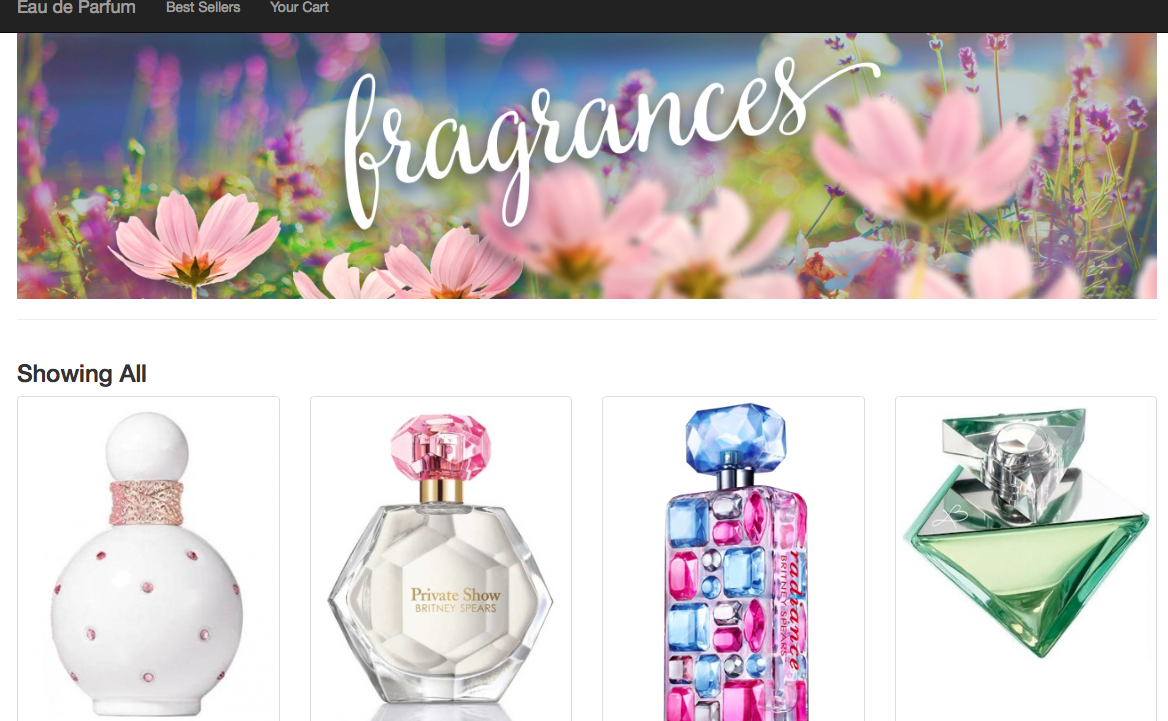 Eau de Parfum
Best Sellers
Your Cart
fragrances
Showing All
Private Show
BRITNEY SPEARS
radiance
BRITNEY SPEARS
B